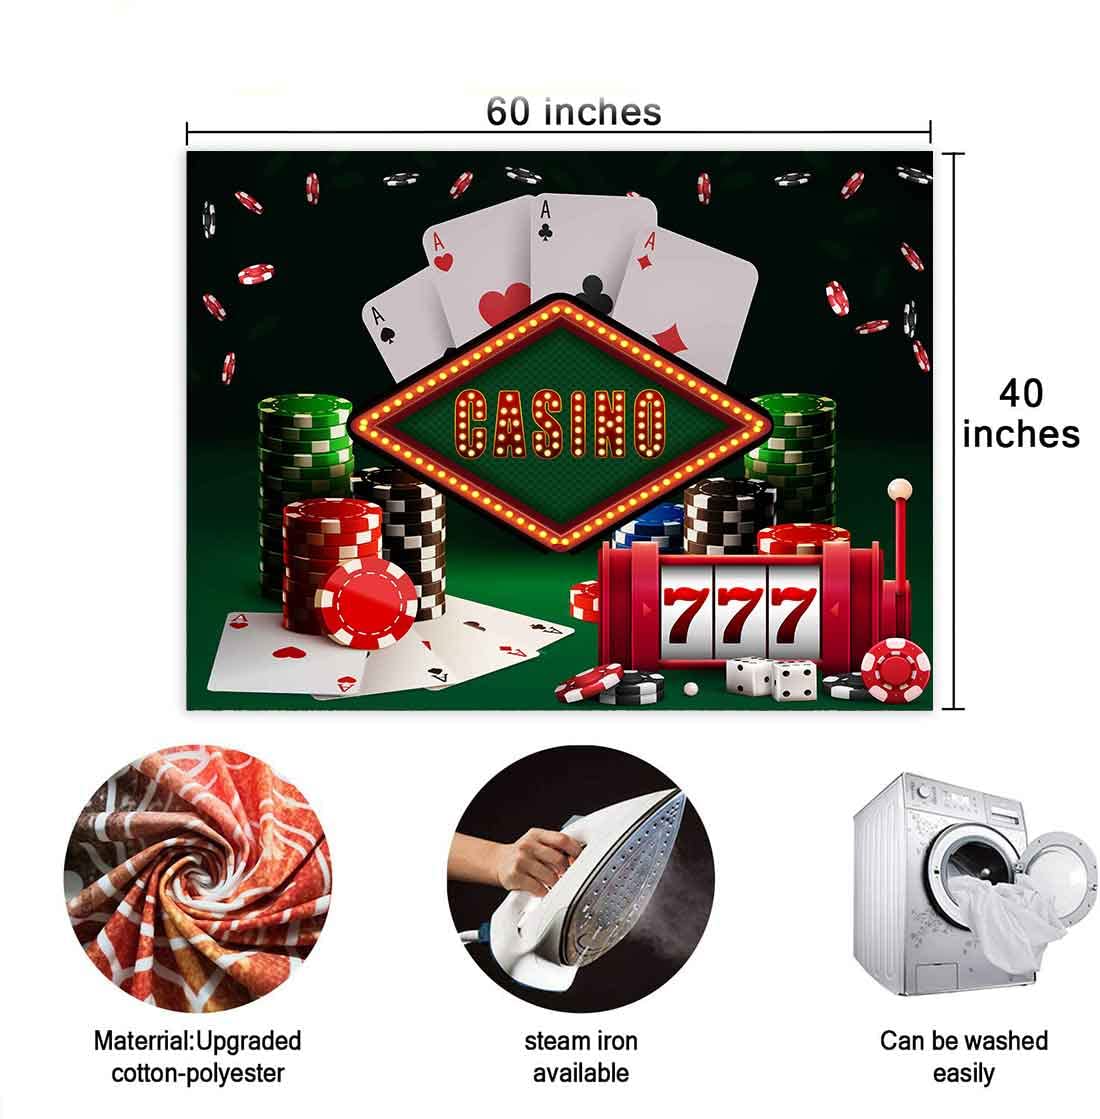 60 inches
40
inches
A
A
A
A
CASINO
777
A
A
A
A
A
Materrial:Upgraded
cotton-polyester
steam iron
available
Can be washed
easily